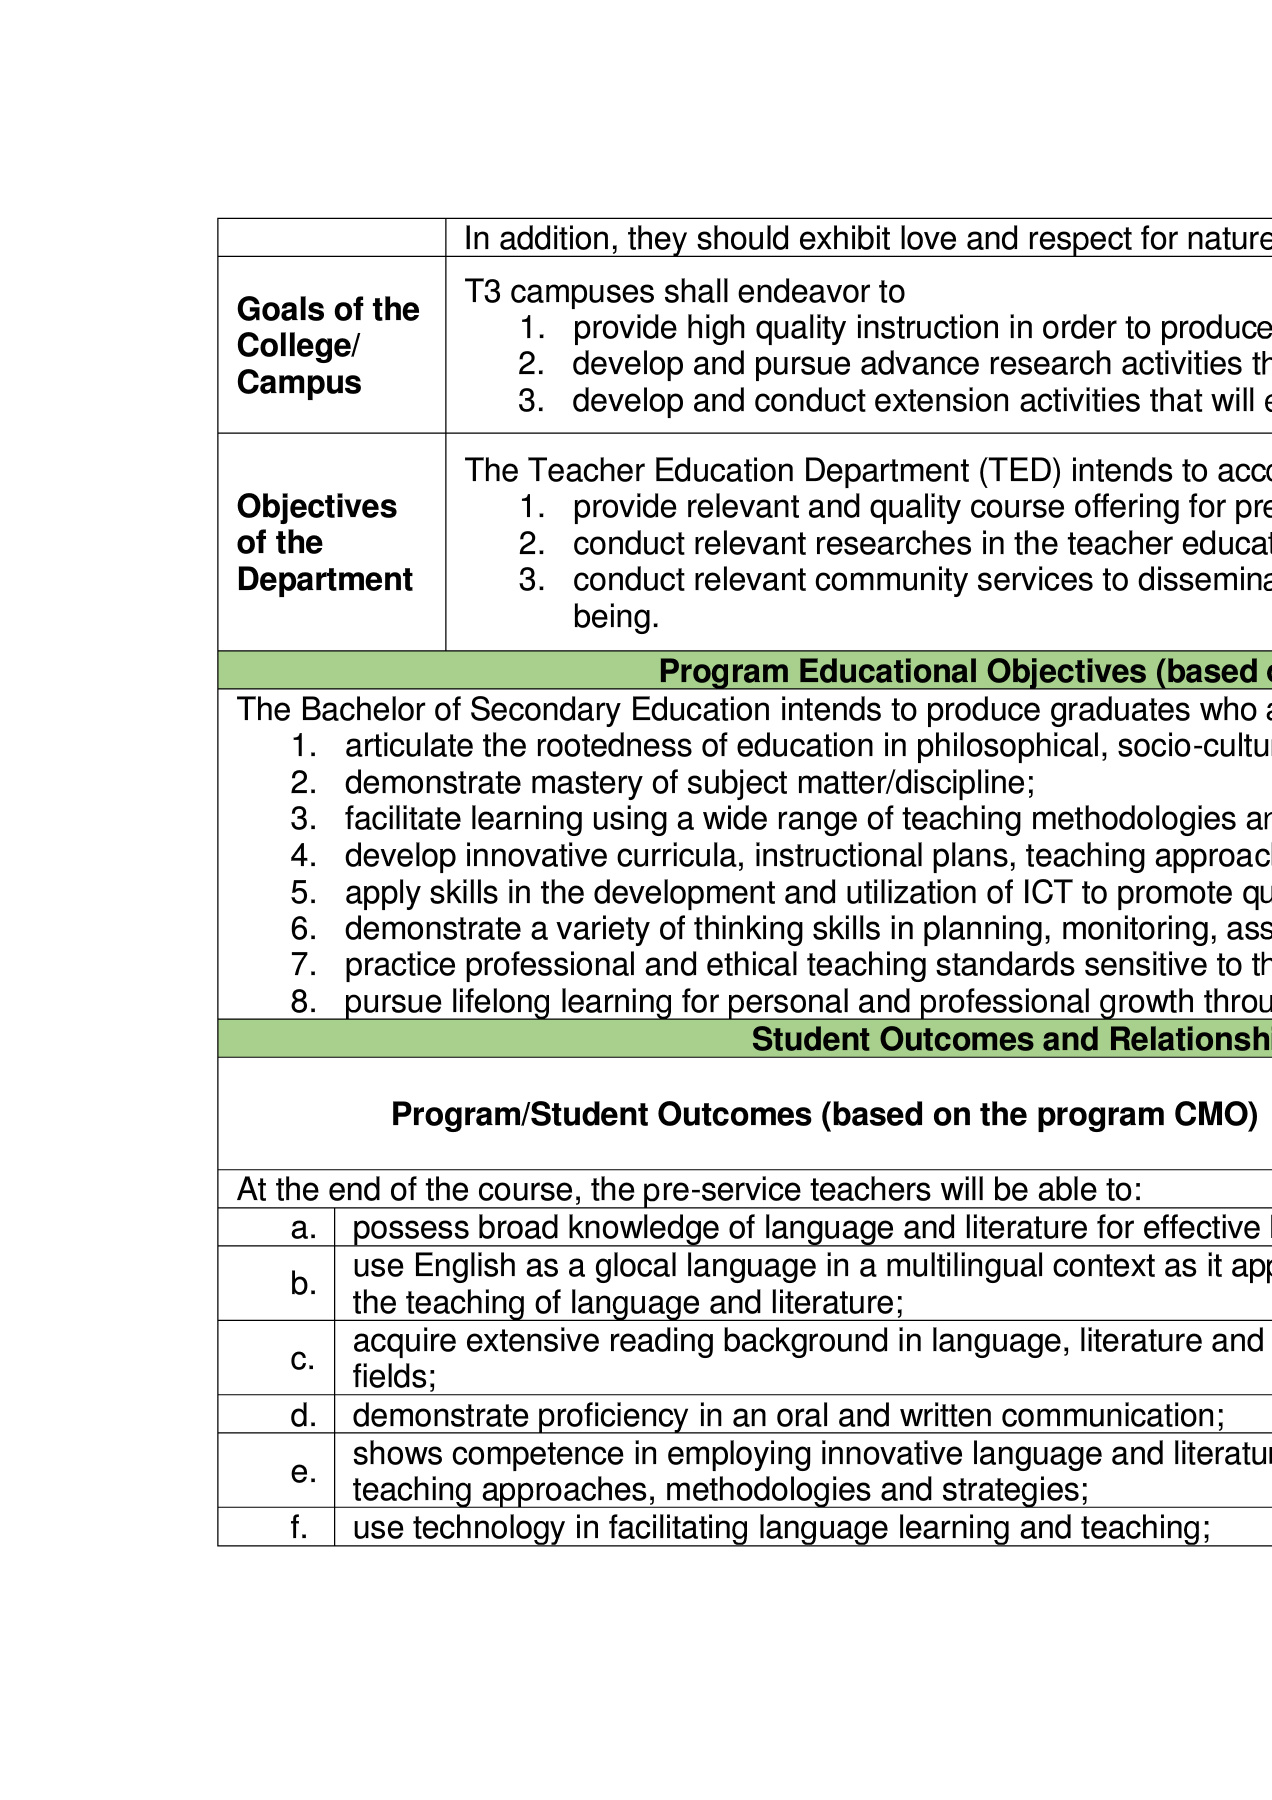 In addition, they should exhibit love and respect for nature
Goals of the
College/
Campus
T3 campuses shall endeavor to
1. provide high quality instruction in order to produce
2. develop and pursue advance research activities th
3. develop and conduct extension activities that will e
Objectives
of the
Department
The Teacher Education Department (TED) intends to acco
1. provide relevant and quality course offering for pre
2. conduct relevant researches in the teacher educat
3. conduct relevant community services to dissemina
being.
Program Educational Objectives (based o
The Bachelor of Secondary Education intends to produce graduates who a
1. articulate the rootedness of education in philosophical, socio-cultur
2. demonstrate mastery of subject matter/discipline;
3. facilitate learning using a wide range of teaching methodologies an
4. develop innovative curricula, instructional plans, teaching approach
5. apply skills in the development and utilization of ICT to promote qu
6. demonstrate a variety of thinking skills in planning, monitoring, ass
7. practice professional and ethical teaching standards sensitive to th
8. pursue lifelong learning for personal and professional growth throu
Student Outcomes and Relationshi
Program/Student Outcomes (based on the program CMO)
At the end of the course, the pre-service teachers will be able to:
a. possess broad knowledge of language and literature for effective
b. use English as a glocal language in a multilingual context as it app
the teaching of language and literature;
c. acquire extensive reading background in language, literature and
fields;
d. demonstrate proficiency in an oral and written communication;
e. shows competence in employing innovative language and literatur
teaching approaches, methodologies and strategies;
f. use technology in facilitating language learning and teaching;